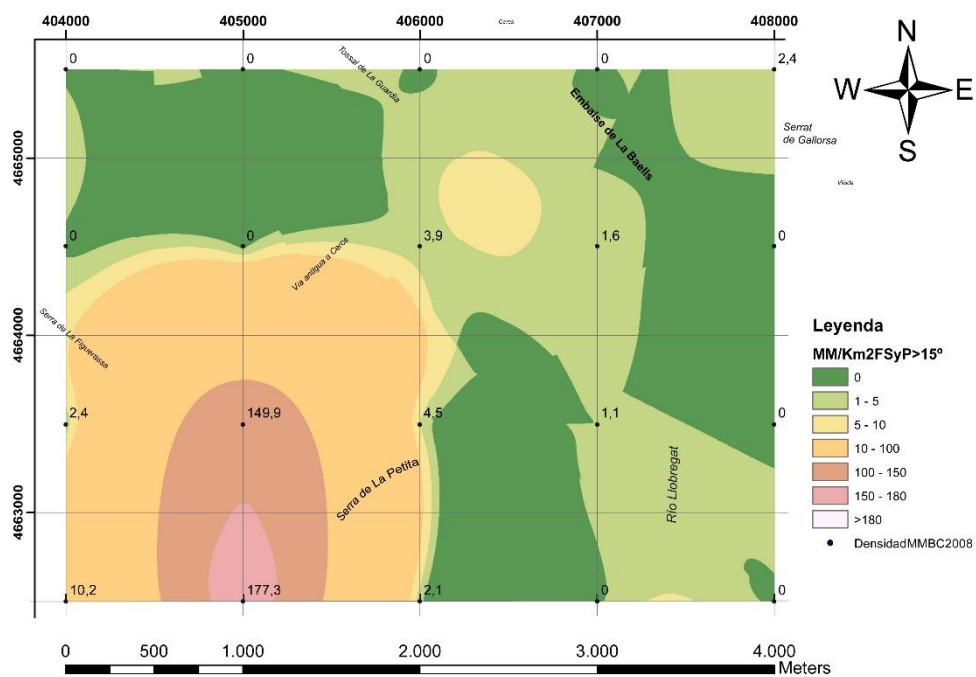 404000 405000 406000 407000 408000
Cercs
N
W E
S
0 0 0 0 2,4
Tossal de La Guardia
Embalse de La Baells
Serrat
de Gallorsa
Vilada
4665000
0 0 3,9 1,6 0
Via antigua a Cercs
4664000
Serra de La Figuerassa
2,4 149,9 4,5 1,1 0
Serra de La Petita
Río Llobregat
4663000
10,2 177,3 2,1 0 0
Leyenda
MM/Km2FSyP>15º
0
1 - 5
5 - 10
10 - 100
100 - 150
150 - 180
>180
DensidadMMBC2008
0 500 1.000 2.000 3.000 4.000
Meters